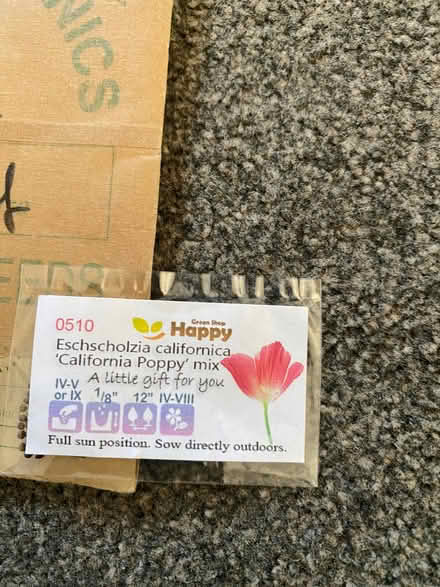 NICS
0510
Green Shop
Happy
Eschscholzia californica
'California Poppy' mix
A little gift for you
IV-V
or IX 1/8" 12" IV-VIII
Full sun position. Sow directly outdoors.